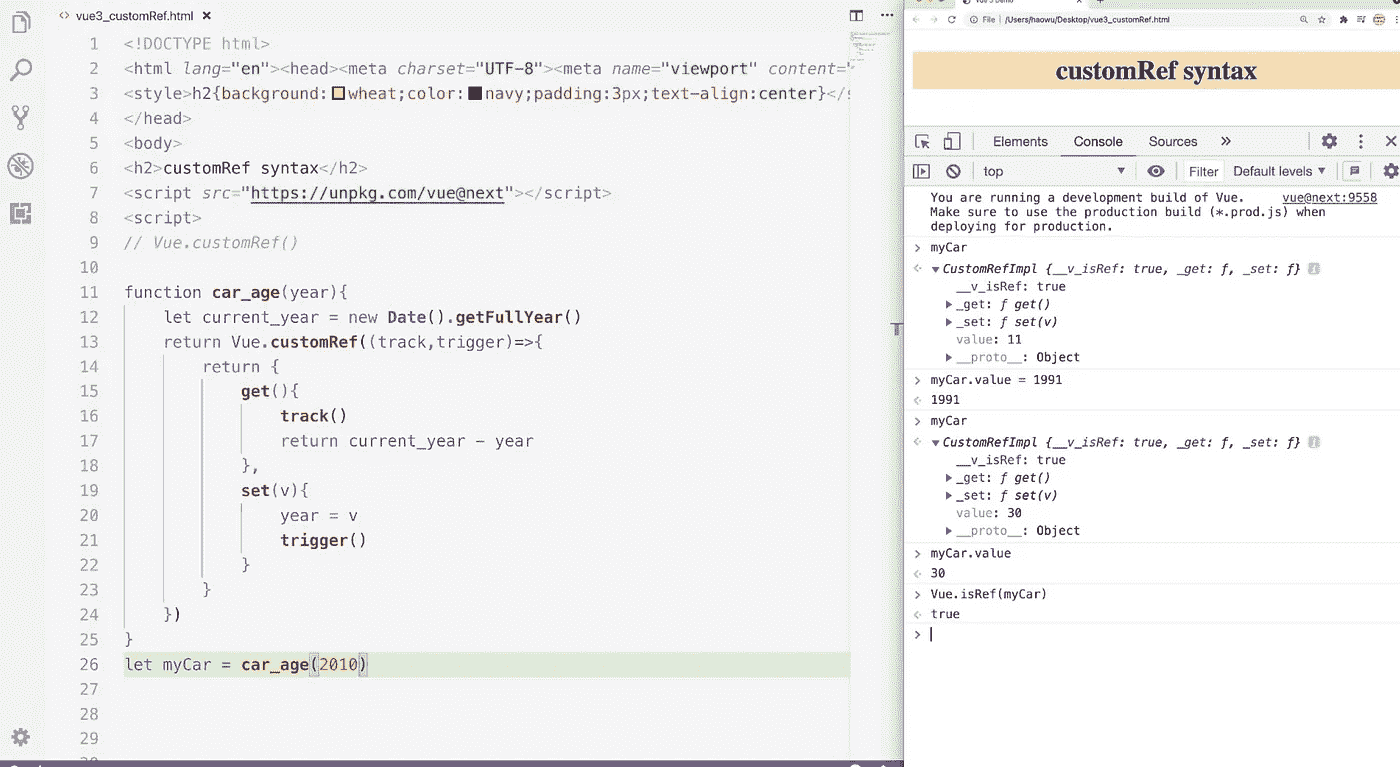 vue3_customRef.html
1 <!DOCTYPE html>
2 <html lang="en"><head><meta charset="UTF-8"><meta name="viewport" content="
3 <style>h2{background:wheat;color:navy;padding:3px;text-align:center}</s
4 </head>
5 <body>
6 <h2>customRef syntax</h2>
7 <script src="https://unpkg.com/vue@next"></script>
8 <script>
9 // Vue.customRef()
10
11 function car_age(year){
12 let current_year = new Date().getFullYear()
13 return Vue.customRef((track,trigger)=>{
14 return {
15 get(){
16 track()
17 return current_year - year
18 },
19 set(v){
20 year = v
21 trigger()
22 }
23 }
24 })
25 }
26 let myCar = car_age(2010)
27
28
29
File /Users/haowu/Desktop/vue3_customRef.html
customRef syntax
Elements Console Sources »
top Filter Default levels
You are running a development build of Vue. vue@next:9558
Make sure to use the production build (*.prod.js) when
deploying for production.
> myCar
CustomRefImpl {__v_isRef: true, _get: ƒ, _set: ƒ}
__v_isRef: true
_get: ƒ get()
_set: ƒ set(v)
value: 11
__proto__: Object
> myCar.value = 1991
1991
> myCar
CustomRefImpl {__v_isRef: true, _get: ƒ, _set: ƒ}
__v_isRef: true
_get: ƒ get()
_set: ƒ set(v)
value: 30
__proto__: Object
> myCar.value
30
> Vue.isRef(myCar)
true
>